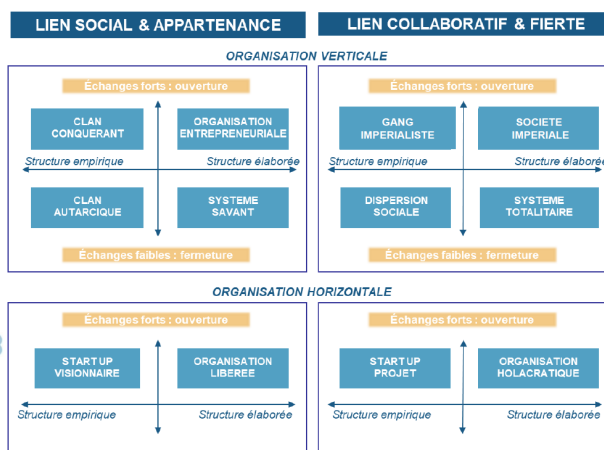 LIEN SOCIAL & APPARTENANCE
LIEN COLLABORATIF & FIERTE
ORGANISATION VERTICALE
Échanges forts : ouverture
CLAN
CONQUERANT
ORGANISATION
ENTREPRENEURIALE
Structure empirique
Structure élaborée
CLAN
AUTARCIQUE
SYSTEME
SAVANT
Échanges faibles : fermeture
Échanges forts : ouverture
GANG
IMPERIALISTE
SOCIETE
IMPERIALE
Structure empirique
Structure élaborée
DISPERSION
SOCIALE
SYSTEME
TOTALITAIRE
Échanges faibles : fermeture
ORGANISATION HORIZONTALE
Échanges forts : ouverture
START UP
VISIONNAIRE
ORGANISATION
LIBEREE
Structure empirique
Structure élaborée
Échanges forts : ouverture
START UP
PROJET
ORGANISATION
HOLACRATIQUE
Structure empirique
Structure élaborée